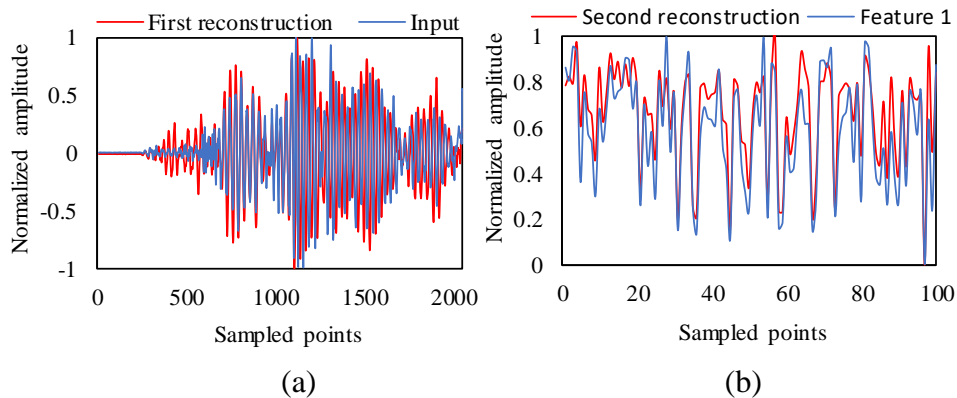 First reconstruction Input
Normalized amplitude
1
0.5
0
-0.5
-1
0 500 1000 1500 2000
Sampled points
(a)
Second reconstruction Feature 1
Normalized amplitude
1
0.8
0.6
0.4
0.2
0
0 20 40 60 80 100
Sampled points
(b)